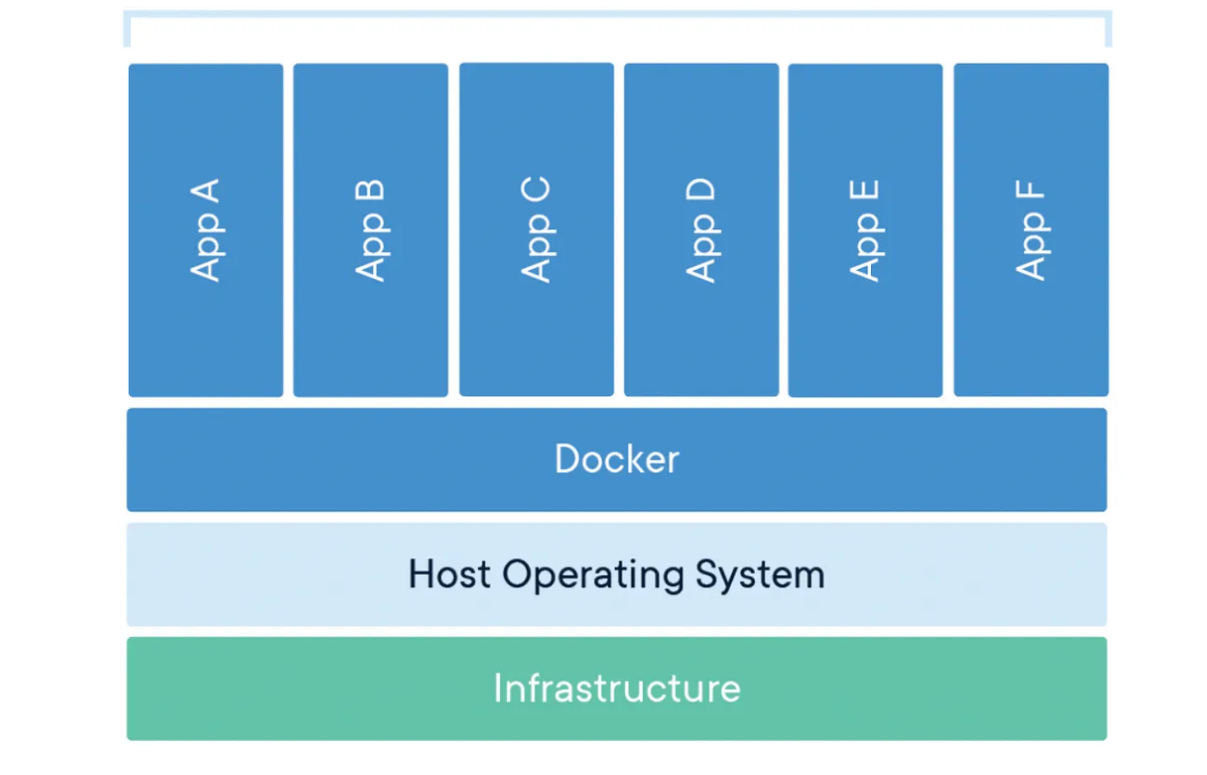 App A
App B
App C
App D
App E
App F
Docker
Host Operating System
Infrastructure